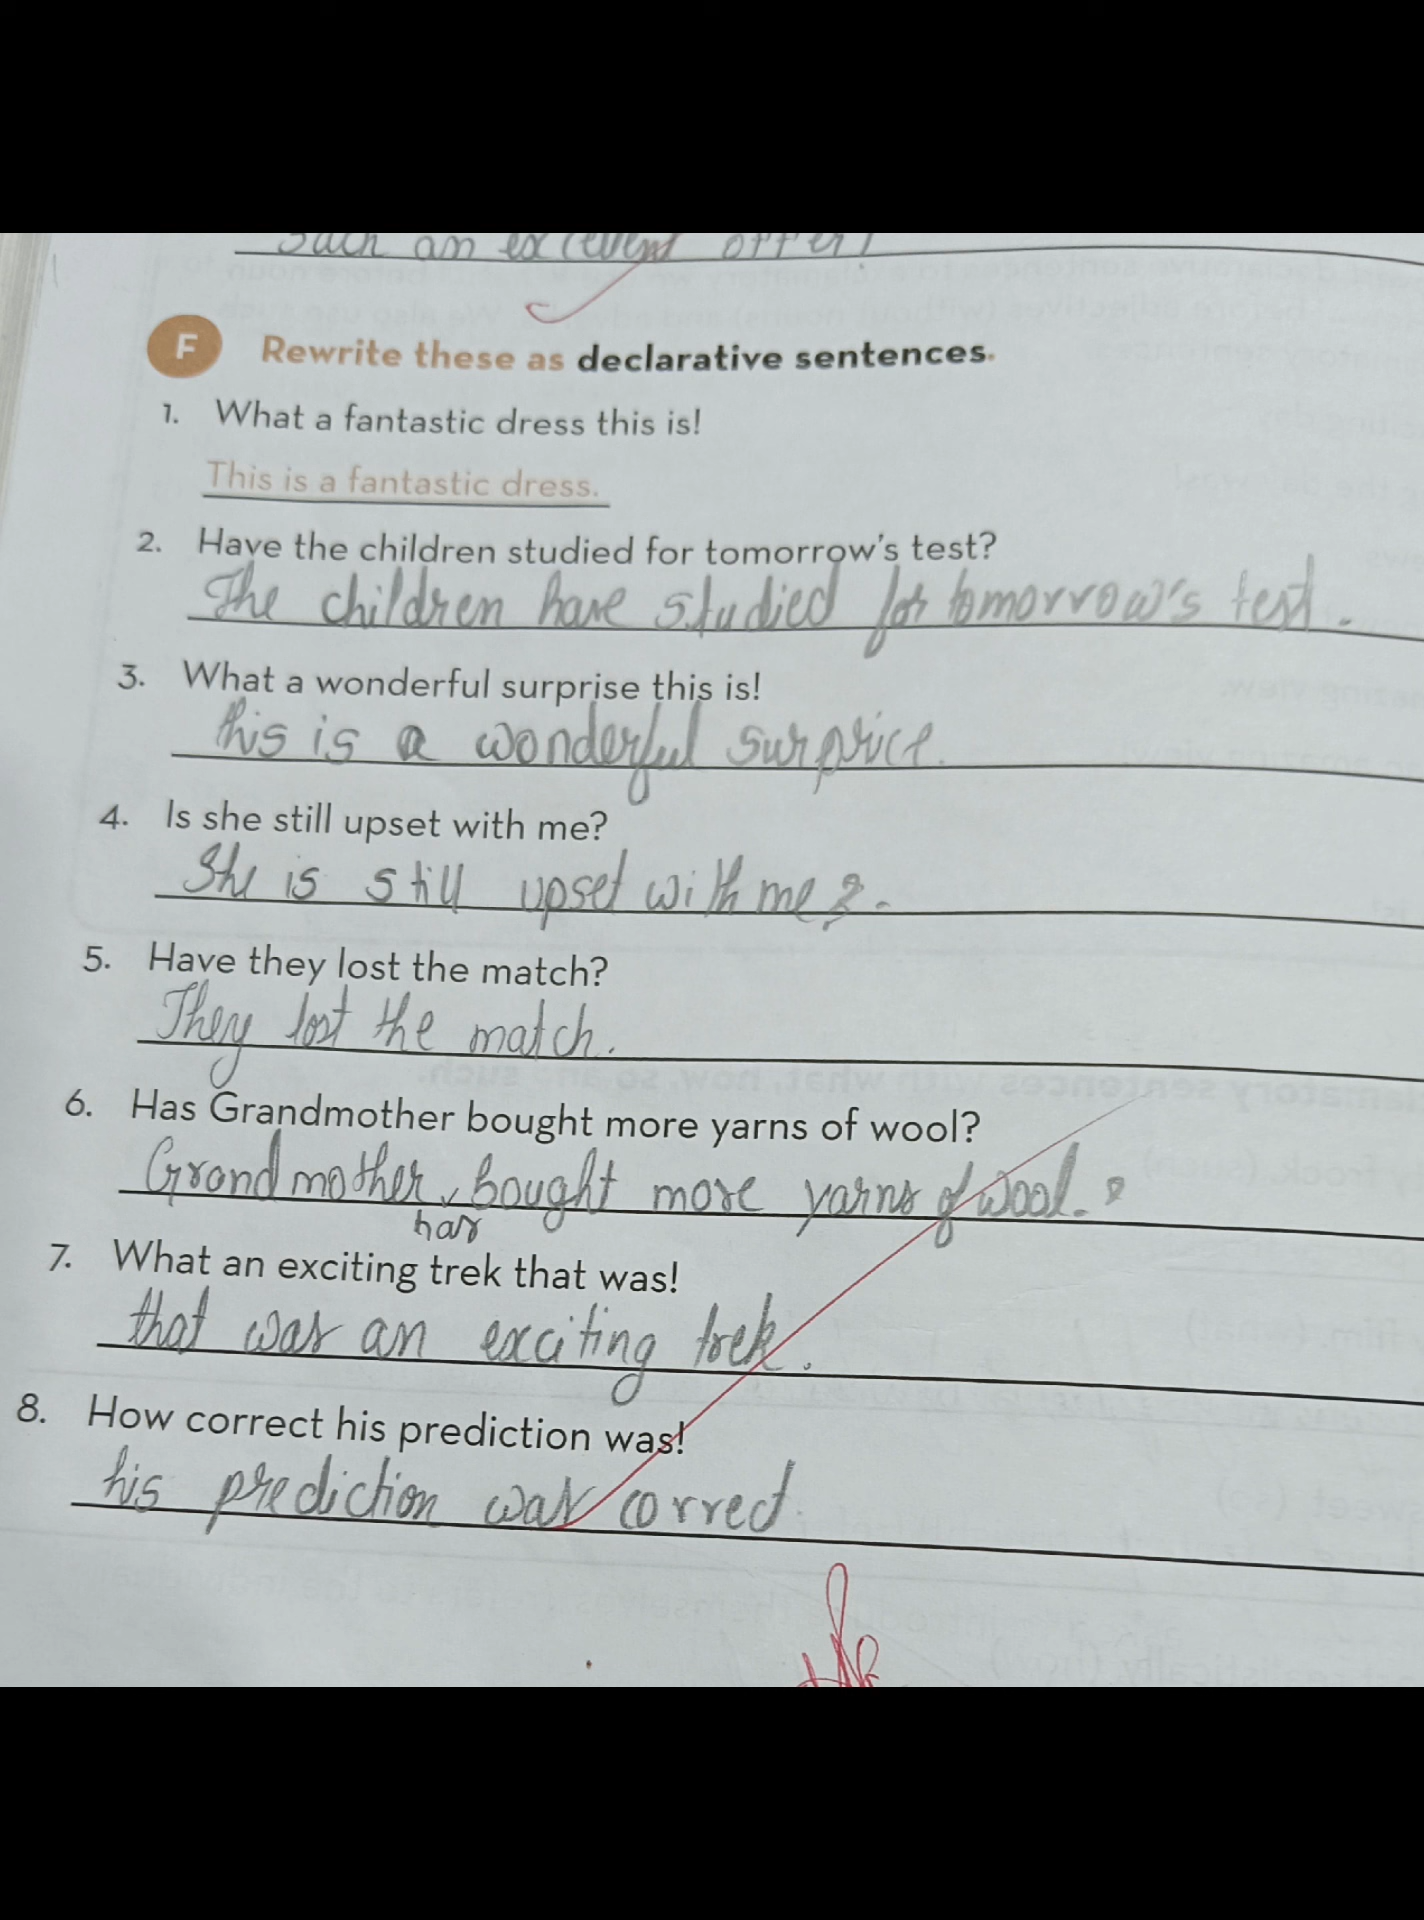 Such an excellent offer!
F Rewrite these as declarative sentences.
1. What a fantastic dress this is!
This is a fantastic dress.
2. Have the children studied for tomorrow's test?
The children have studied for tomorrow's test.
3. What a wonderful surprise this is!
this is a wonderful surprice.
4. Is she still upset with me?
She is still upset with me?.
5. Have they lost the match?
They lost the match.
6. Has Grandmother bought more yarns of wool?
Grandmother bought more yarns of wool.
has
7. What an exciting trek that was!
that was an exciting trek.
8. How correct his prediction was!
his prediction was correct.